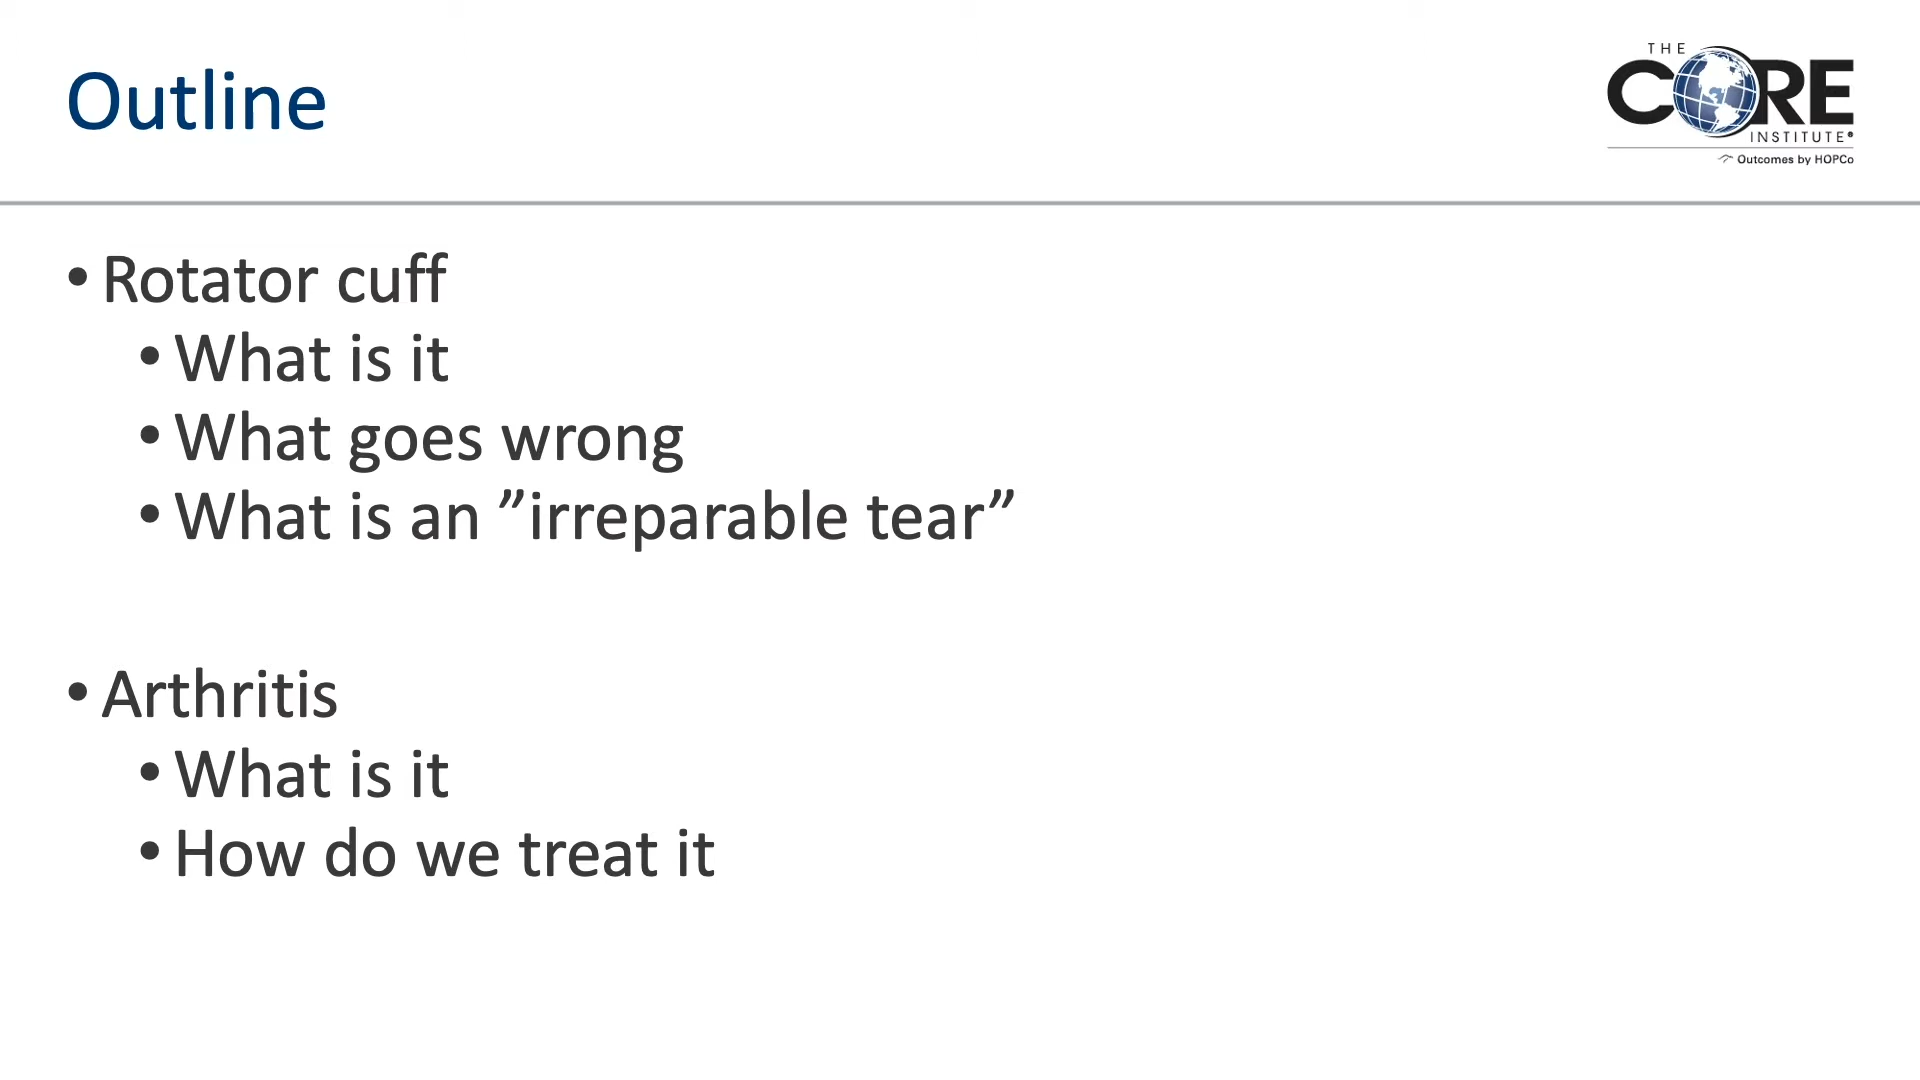 Outline
THE
CORE
INSTITUTE®
Outcomes by HOPCo
• Rotator cuff
• What is it
• What goes wrong
• What is an ”irreparable tear”
• Arthritis
• What is it
• How do we treat it